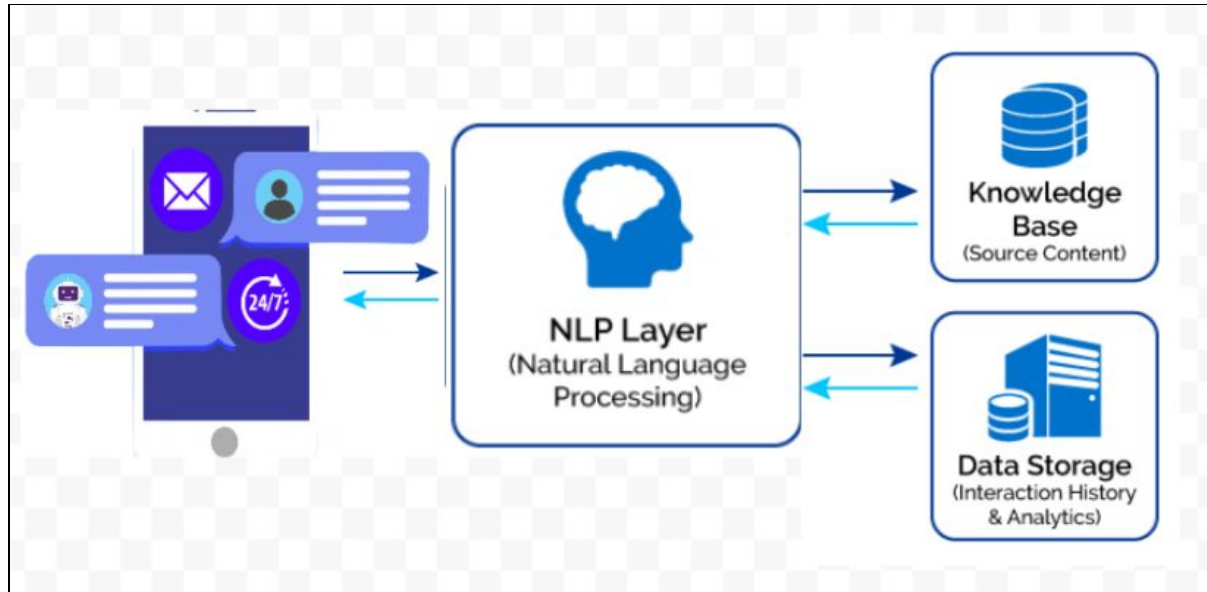 24/7
NLP Layer
(Natural Language
Processing)
Knowledge
Base
(Source Content)
Data Storage
(Interaction History
& Analytics)